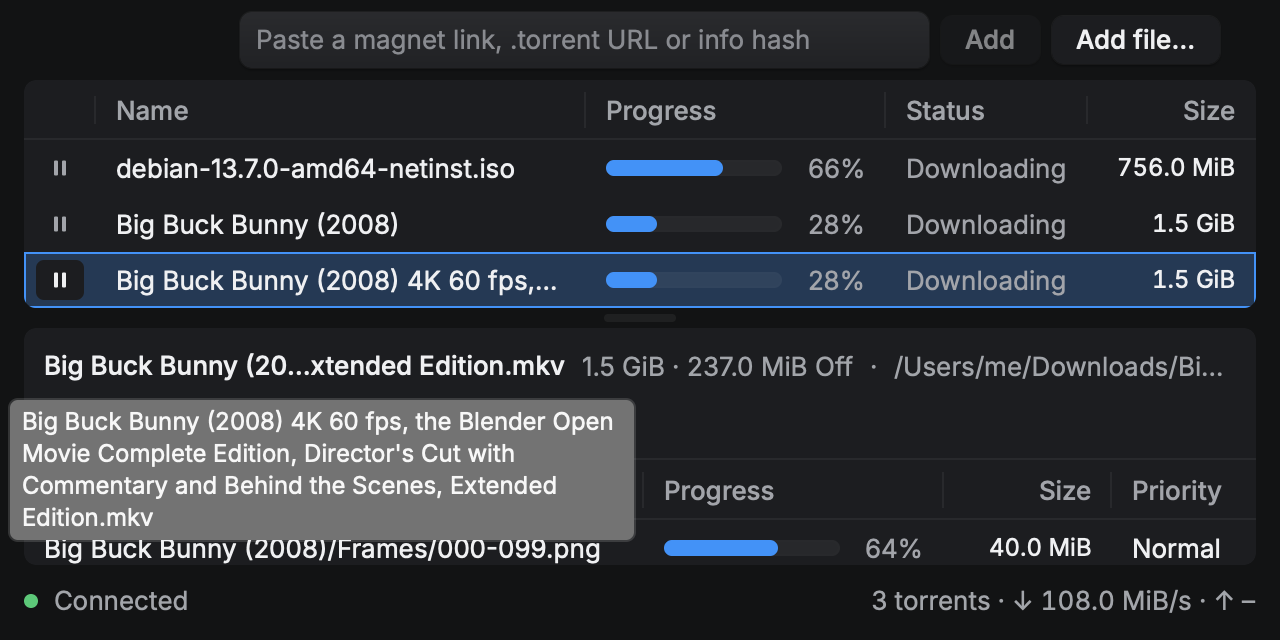 Paste a magnet link, .torrent URL or info hash
Add
Add file...
Name Progress Status Size
debian-13.7.0-amd64-netinst.iso 66% Downloading 756.0 MiB
Big Buck Bunny (2008) 28% Downloading 1.5 GiB
Big Buck Bunny (2008) 4K 60 fps,... 28% Downloading 1.5 GiB
Big Buck Bunny (20...xtended Edition.mkv 1.5 GiB · 237.0 MiB Off · /Users/me/Downloads/Bi...
Big Buck Bunny (2008) 4K 60 fps, the Blender Open
Movie Complete Edition, Director's Cut with
Commentary and Behind the Scenes, Extended
Edition.mkv
Progress Size Priority
Big Buck Bunny (2008)/Frames/000-099.png 64% 40.0 MiB Normal
Connected 3 torrents · ↓ 108.0 MiB/s · ↑ –